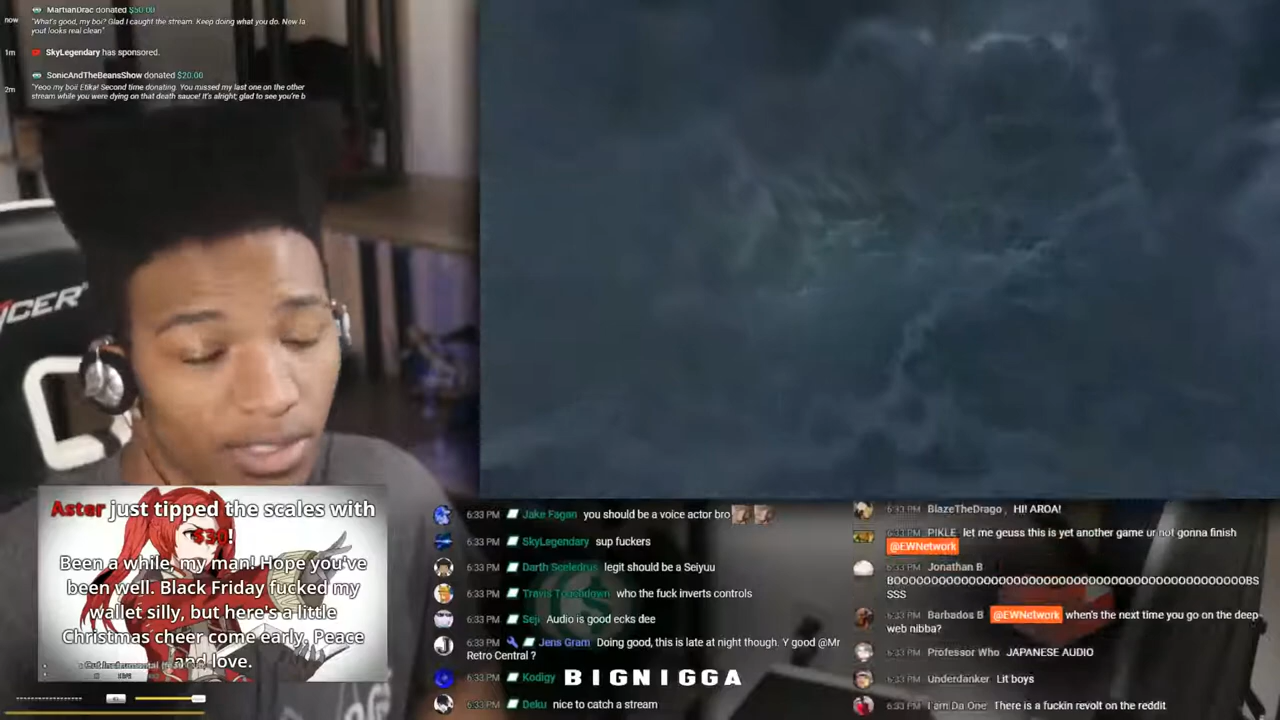 MartianDrac donated $50.00
now
"What's good, my boi? Glad I caught the stream. Keep doing what you do. New la
yout looks real clean"
1m
SkyLegendary has sponsored.
SonicAndTheBeansShow donated $20.00
2m
"Yeoo my boi! Etika! Second time donating. You missed my last one on the other
stream while you were dying on that death sauce! It's alright, glad to see you're b
CER
Aster just tipped the scales with
$30!
Been a while, my man! Hope you've
been well. Black Friday fucked my
wallet silly, but here's a little
Christmas cheer come early. Peace
and love.
6:33 PM Jake Fagan you should be a voice actor bro
6:33 PM SkyLegendary sup fuckers
6:33 PM Darth Sceledrus legit should be a Seiyuu
6:33 PM Travis Touchdown who the fuck inverts controls
6:33 PM Seji Audio is good ecks dee
6:33 PM Jens Gram Doing good, this is late at night though. Y good @Mr
Retro Central ?
6:33 PM Kodigy
BIGNIGGA
6:33 PM Deku nice to catch a stream
6:33 PM BlazeTheDrago , HI! AROA!
6:33 PM PIKLE let me geuss this is yet another game ur not gonna finish
@EWNetwork
6:33 PM Jonathan B
BOOOOOOOOOOOOOOOOOOOOOOOOOOOOOOOOOOOOOOOOOOOOOOOOOOBS
SSS
6:33 PM Barbados B @EWNetwork when's the next time you go on the deep
web nibba?
6:33 PM Professor Who JAPANESE AUDIO
6:33 PM Underdanker Lit boys
6:33 PM I am Da One There is a fuckin revolt on the reddit